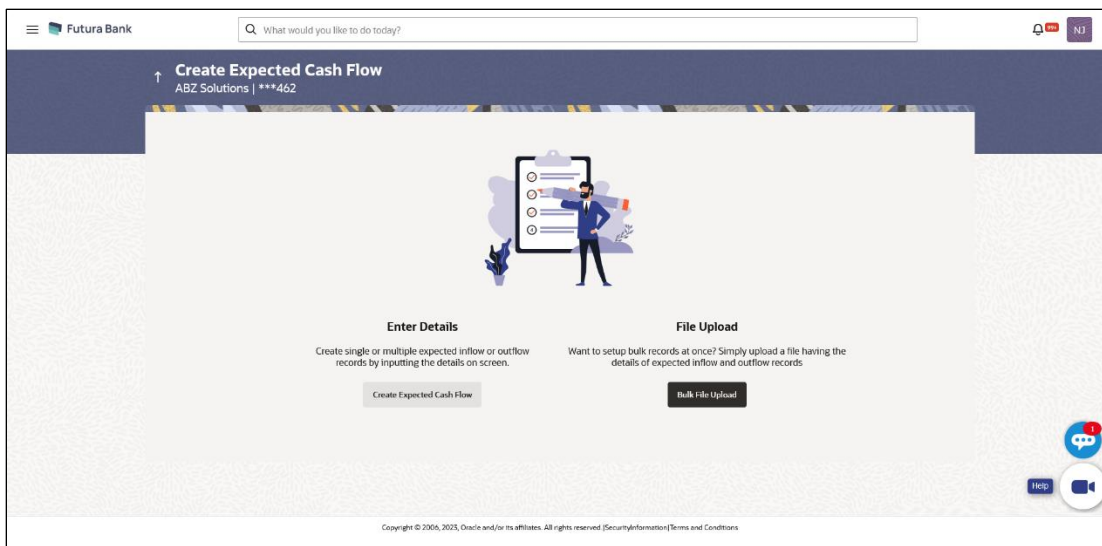 Futura Bank
What would you like to do today?
NJ
Create Expected Cash Flow
ABZ Solutions | ***462
Enter Details
Create single or multiple expected inflow or outflow
records by inputting the details on screen.
Create Expected Cash Flow
File Upload
Want to setup bulk records at once? Simply upload a file having the
details of expected inflow and outflow records
Bulk File Upload
1
Help
Copyright © 2006, 2023, Oracle and/or its affiliates. All rights reserved.|SecurityInformation|Terms and Conditions